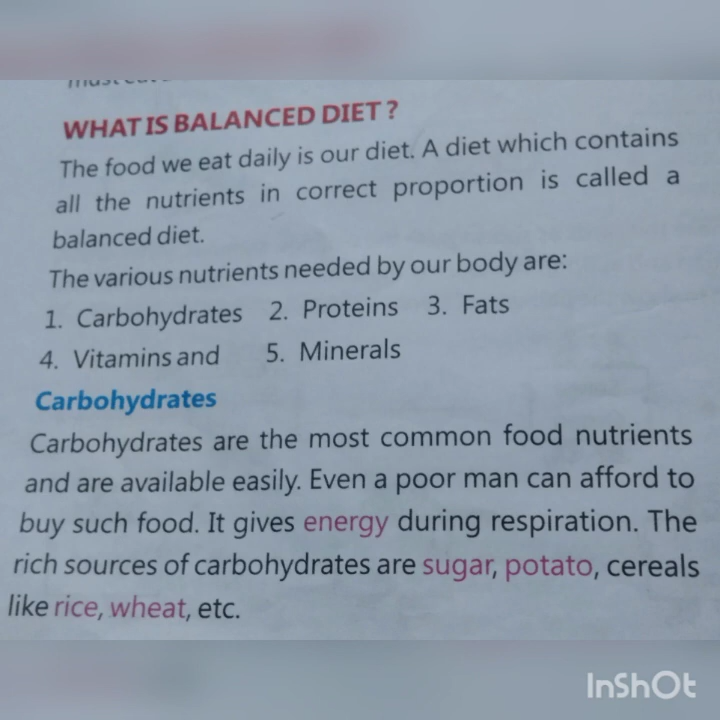 WHAT IS BALANCED DIET ?
The food we eat daily is our diet. A diet which contains
all the nutrients in correct proportion is called a
balanced diet.
The various nutrients needed by our body are:
1. Carbohydrates 2. Proteins 3. Fats
4. Vitamins and 5. Minerals
Carbohydrates
Carbohydrates are the most common food nutrients
and are available easily. Even a poor man can afford to
buy such food. It gives energy during respiration. The
rich sources of carbohydrates are sugar, potato, cereals
like rice, wheat, etc.
InShOt